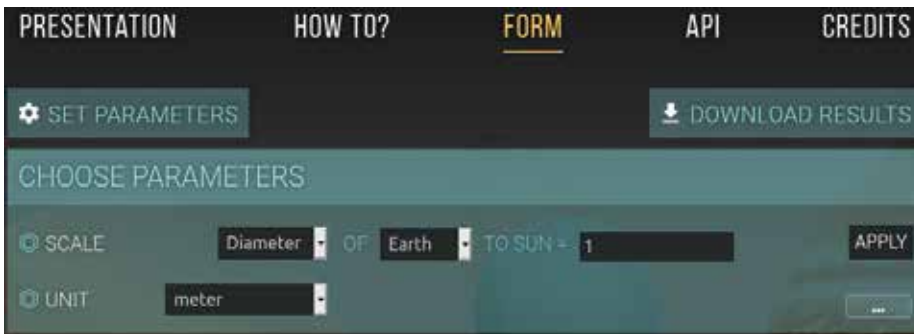 PRESENTATION HOW TO? FORM API CREDITS
SET PARAMETERS DOWNLOAD RESULTS
CHOOSE PARAMETERS
SCALE Diameter OF Earth TO SUN = 1 APPLY
UNIT meter ...